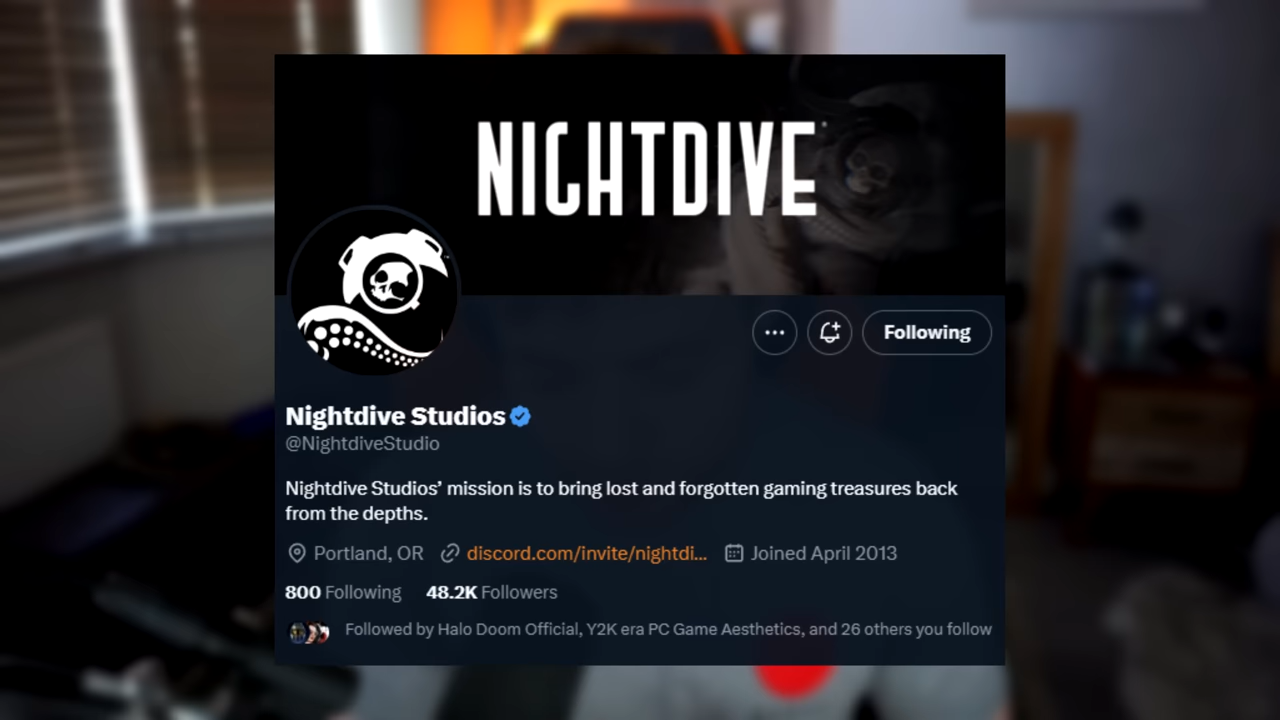 NIGHTDIVE
Following
Nightdive Studios
@NightdiveStudio
Nightdive Studios’ mission is to bring lost and forgotten gaming treasures back
from the depths.
Portland, OR discord.com/invite/nightdi... Joined April 2013
800 Following 48.2K Followers
Followed by Halo Doom Official, Y2K era PC Game Aesthetics, and 26 others you follow